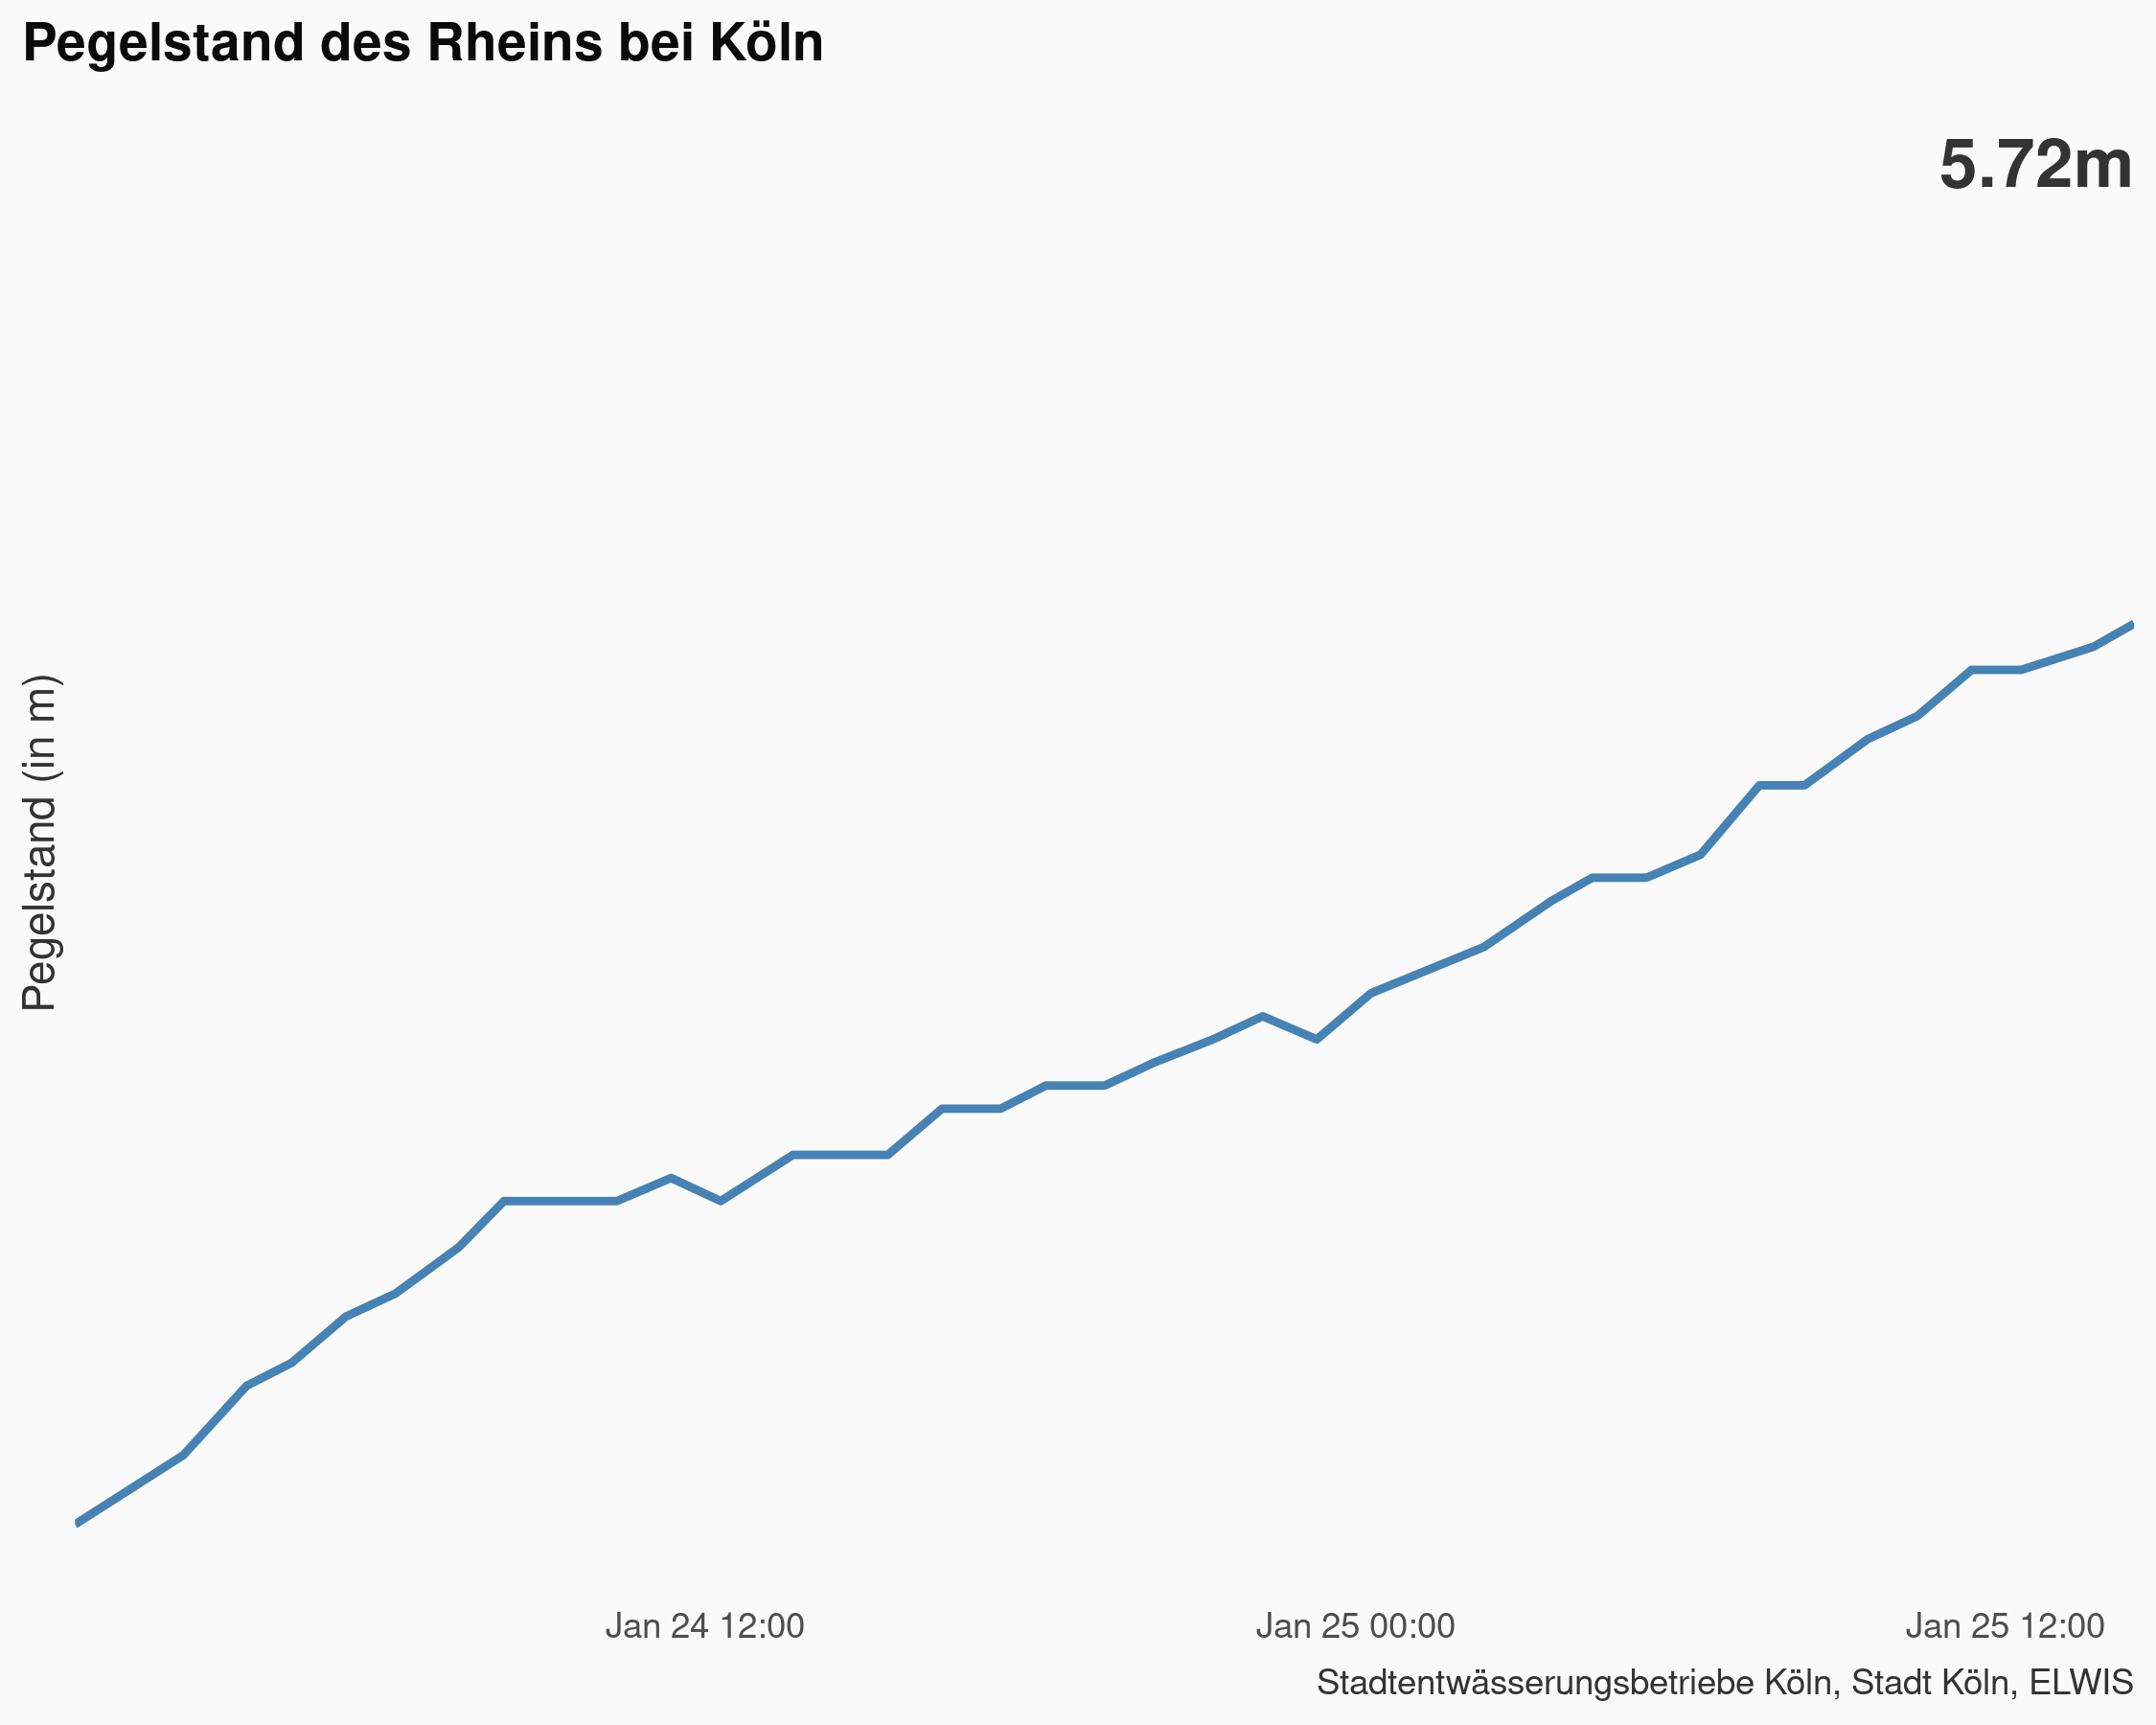 Pegelstand des Rheins bei Köln
5.72m
Pegelstand (in m)
Jan 24 12:00
Jan 25 00:00
Jan 25 12:00
Stadtentwässerungsbetriebe Köln, Stadt Köln, ELWIS